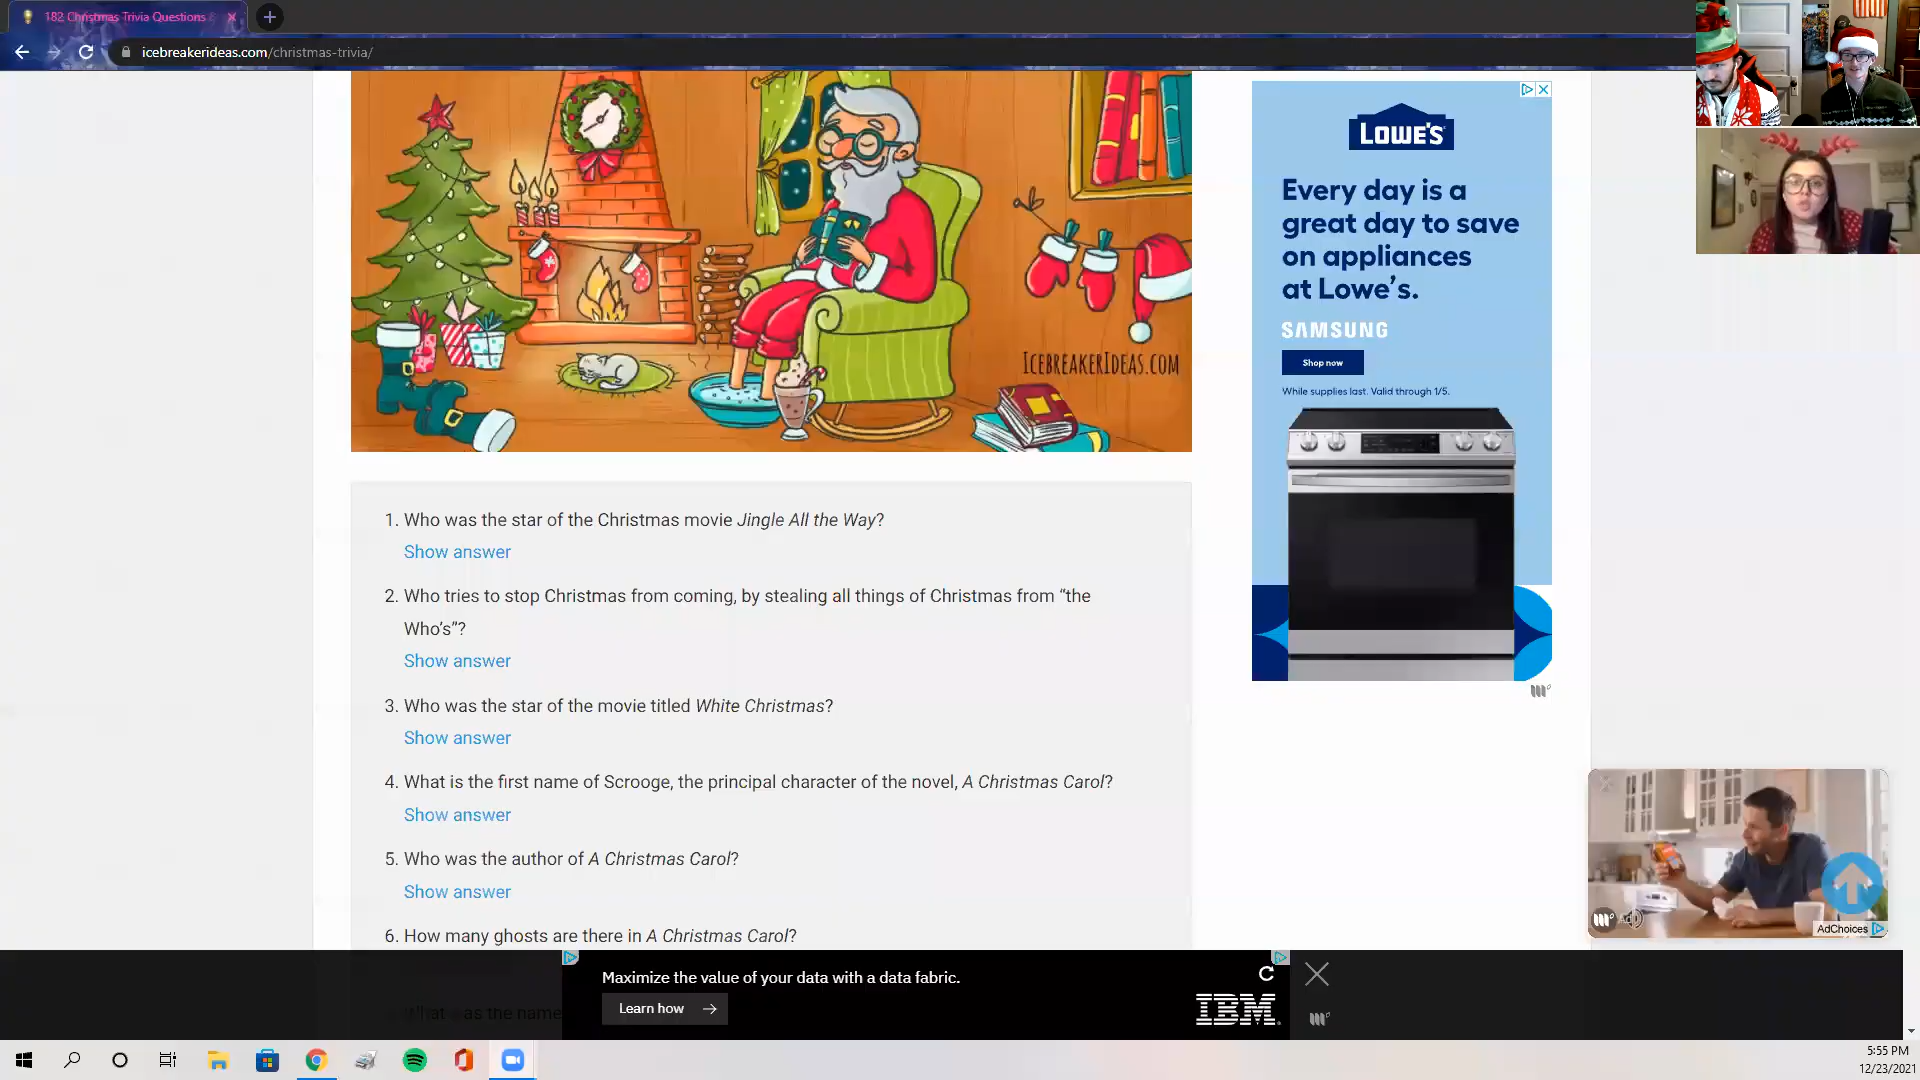 182 Christmas Trivia Questions
icebreakerideas.com/christmas-trivia/
ICEBREAKERIDEAS.COM
1. Who was the star of the Christmas movie Jingle All the Way?
Show answer
2. Who tries to stop Christmas from coming, by stealing all things of Christmas from “the
Who’s”?
Show answer
3. Who was the star of the movie titled White Christmas?
Show answer
4. What is the first name of Scrooge, the principal character of the novel, A Christmas Carol?
Show answer
5. Who was the author of A Christmas Carol?
Show answer
6. How many ghosts are there in A Christmas Carol?
What was the name
LOWE'S
Every day is a
great day to save
on appliances
at Lowe’s.
SAMSUNG
Shop now
While supplies last. Valid through 1/5.
Ad
AdChoices
Maximize the value of your data with a data fabric.
Learn how
IBM
5:55 PM
12/23/2021